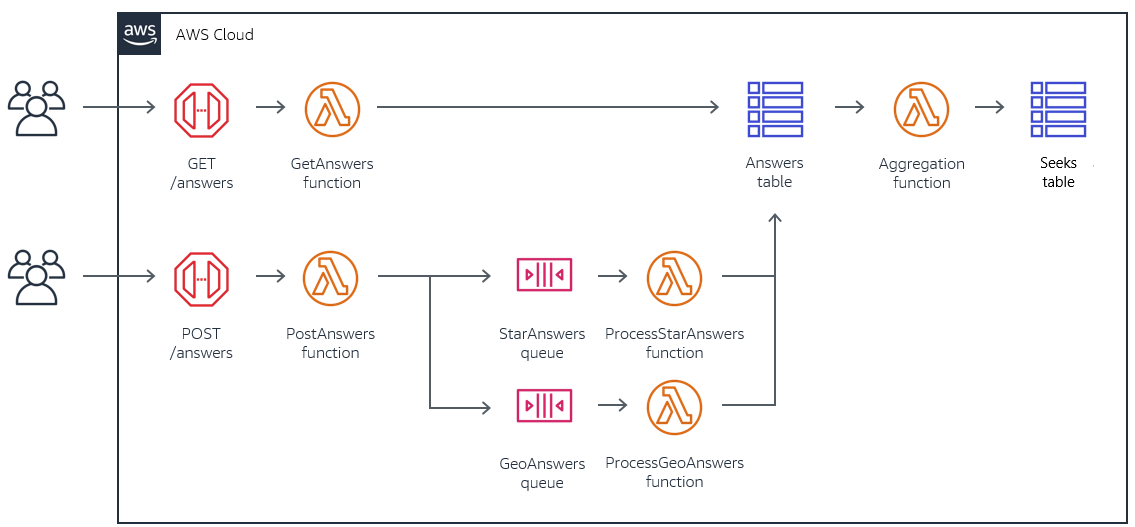 aws
AWS Cloud
GET
/answers
GetAnswers
function
Answers
table
Aggregation
function
Seeks
table
POST
/answers
PostAnswers
function
StarAnswers
queue
ProcessStarAnswers
function
GeoAnswers
queue
ProcessGeoAnswers
function